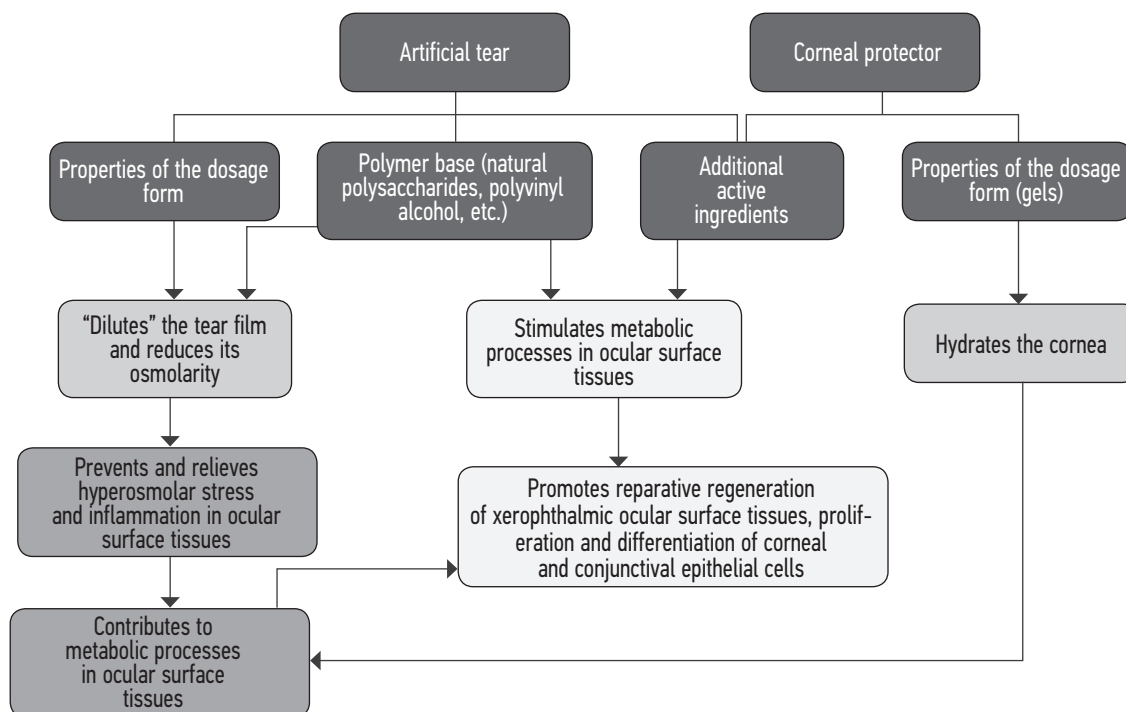 Artificial tear
Corneal protector
Properties of the dosage
form
Polymer base (natural
polysaccharides, polyvinyl
alcohol, etc.)
Additional
active
ingredients
Properties of the dosage
form (gels)
“Dilutes” the tear film
and reduces its
osmolarity
Stimulates metabolic
processes in ocular surface
tissues
Hydrates the cornea
Prevents and relieves
hyperosmolar stress
and inflammation in ocular
surface tissues
Promotes reparative regeneration
of xerophthalmic ocular surface tissues, prolif-
eration and differentiation of corneal
and conjunctival epithelial cells
Contributes to
metabolic processes
in ocular surface
tissues